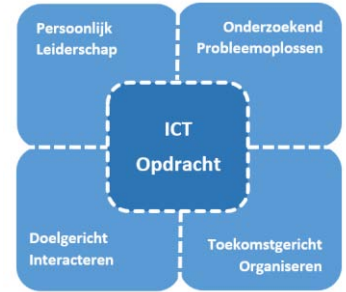 Persoonlijk
Leiderschap
Onderzoekend
Probleemoplossen
ICT
Opdracht
Doelgericht
Interacteren
Toekomstgericht
Organiseren